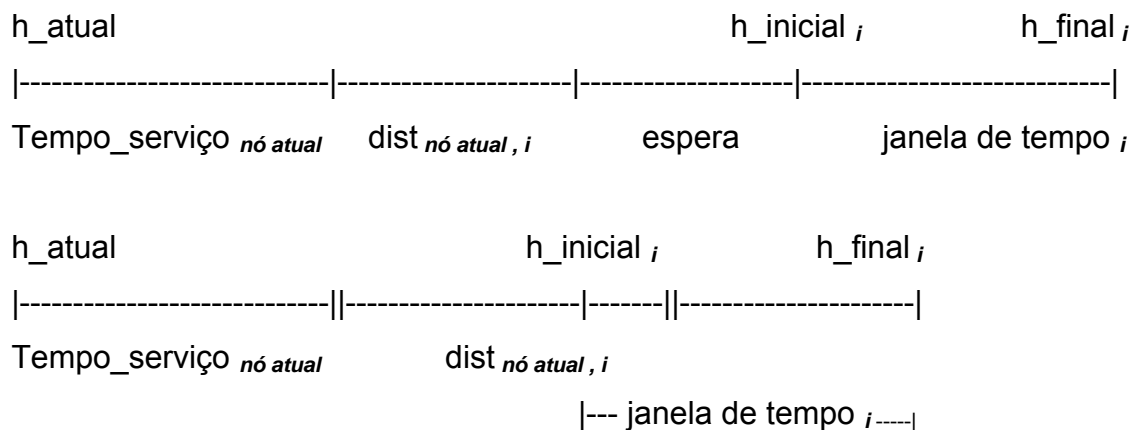 h_atual h_inicial i h_final i
|-----------------------------|----------------------|--------------------|-----------------------------|
Tempo_serviço nó atual dist nó atual , i espera janela de tempo i
h_atual h_inicial i h_final i
|-----------------------------||----------------------|-------||----------------------|
Tempo_serviço nó atual dist nó atual , i
|--- janela de tempo i -----|